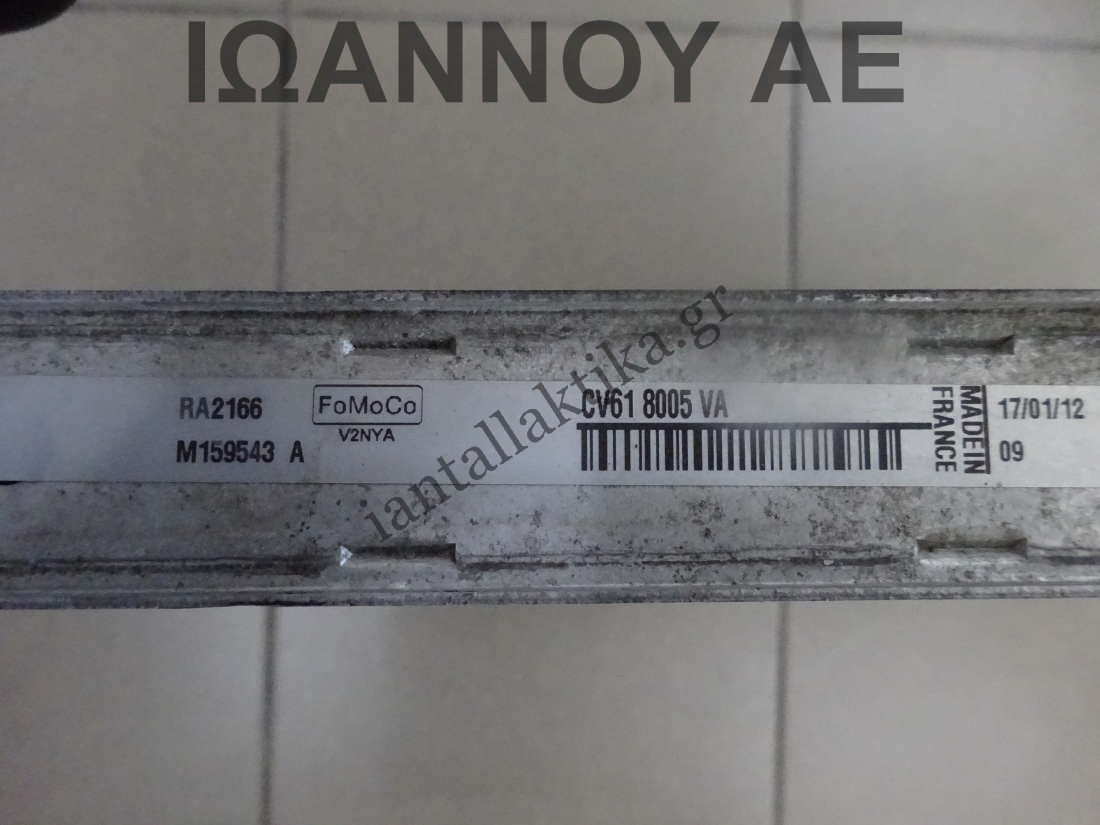 ΙΩΑΝΝΟΥ ΑΕ
RA2166
M159543 A
FoMoCo
V2NYA
CV61 8005 VA
MADE IN
FRANCE
17/01/12
09
iantallaktika.gr